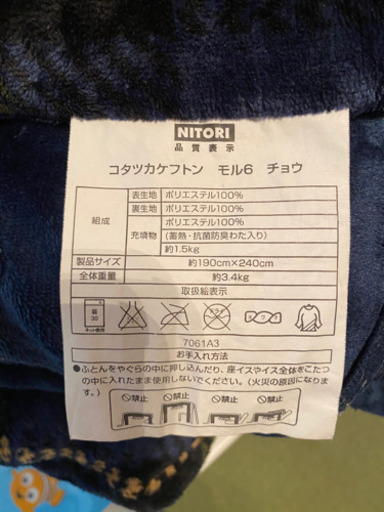 NITORI
品質表示
コタツカケフトン モル6 チョウ
組成
表生地 ポリエステル100%
裏生地 ポリエステル100%
充填物 ポリエステル100%
(蓄熱・抗菌防臭わた入り)
約1.5kg
製品サイズ 約190cm×240cm
全体重量 約3.4kg
取扱絵表示
弱
30
ネット使用
7061A3
お手入れ方法
●ふとんをやぐらの中に押し込んだり、座イスやイス全体をこたつ
の中に入れたまま使用しないでください。(火災の原因になりま
す。)
禁止 禁止 禁止 禁止